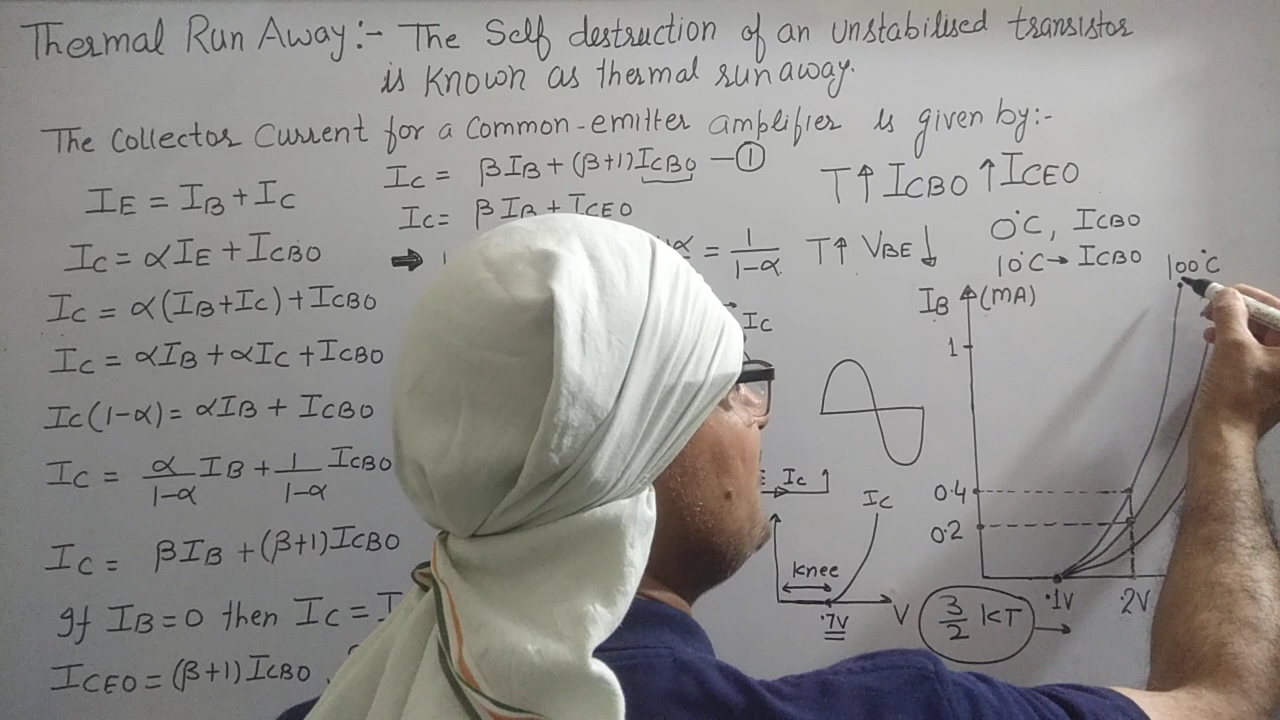 Thermal Run Away:- The Self destruction of an unstabilised transistor
is known as thermal run away.
The Collector Current for a Common-emitter amplifier is given by:-
IE = IB + IC
IC = αIE + ICBO
IC = α(IB+IC) + ICBO
IC = αIB + αIC + ICBO
IC(1-α) = αIB + ICBO
IC = α/1-α IB + 1/1-α ICBO
IC = βIB + (β+1)ICBO
If IB=0 then IC =
ICEO = (β+1) ICBO
IC = βIB + (β+1)ICBO —①
IC = βIB + ICEO
α = 1/1-α
IC
IC ↑
T↑ ICBO ↑ ICEO
T↑ VBE ↓
0°C, ICBO
10°C → ICBO
100°C
IB (mA)
1
0.4
0.2
.1V
.2V
IC
Knee
.7V
V
3/2 KT →